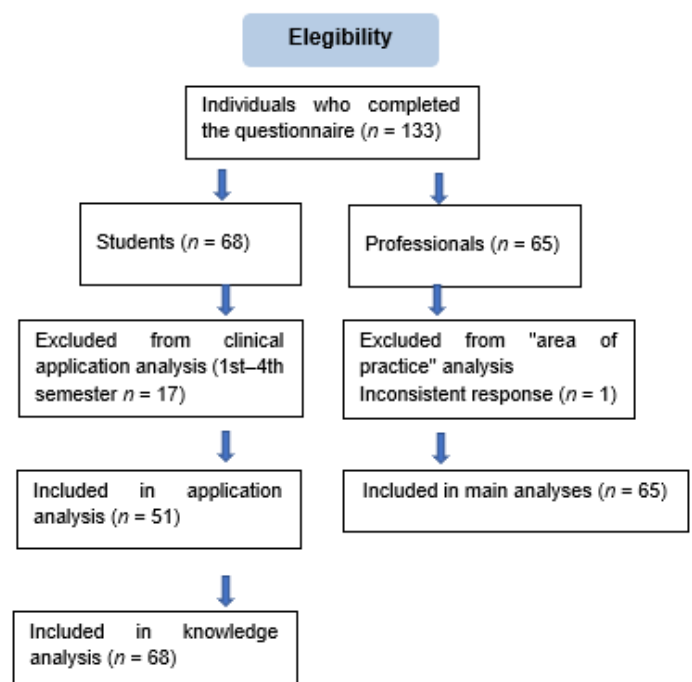 Elegibility
Individuals who completed
the questionnaire (n = 133)
Students (n = 68)
Professionals (n = 65)
Excluded from clinical
application analysis (1st–4th
semester n = 17)
Excluded from "area of
practice" analysis
Inconsistent response (n = 1)
Included in application
analysis (n = 51)
Included in main analyses (n = 65)
Included in knowledge
analysis (n = 68)